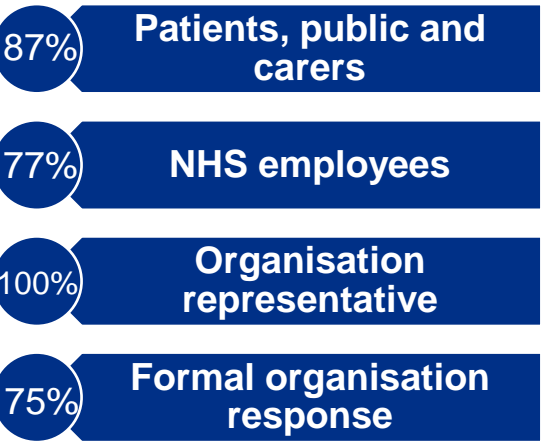 87%
Patients, public and
carers
77%
NHS employees
100%
Organisation
representative
75%
Formal organisation
response